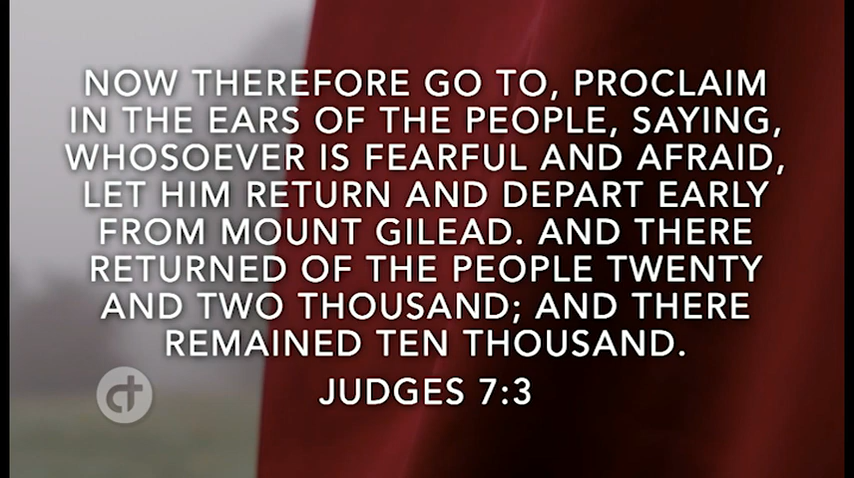 NOW THEREFORE GO TO, PROCLAIM
IN THE EARS OF THE PEOPLE, SAYING,
WHOSOEVER IS FEARFUL AND AFRAID,
LET HIM RETURN AND DEPART EARLY
FROM MOUNT GILEAD. AND THERE
RETURNED OF THE PEOPLE TWENTY
AND TWO THOUSAND; AND THERE
REMAINED TEN THOUSAND.
JUDGES 7:3